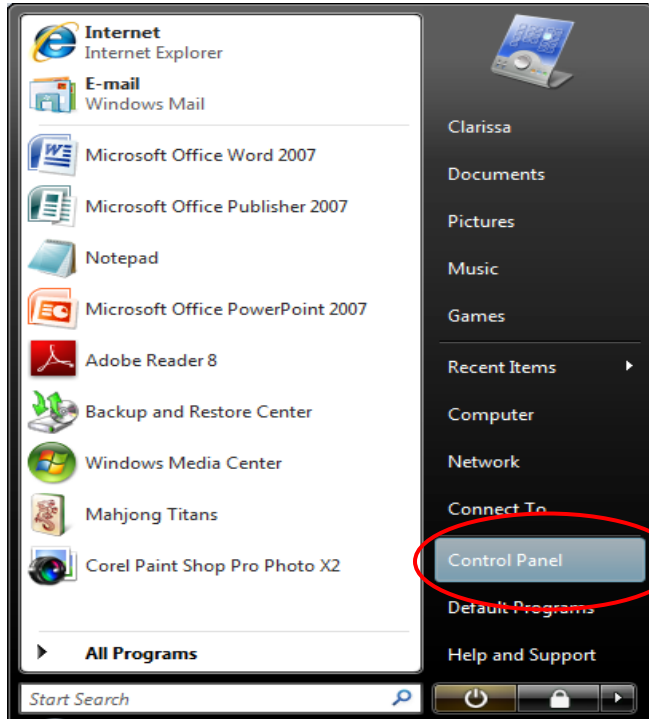 Internet
Internet Explorer
E-mail
Windows Mail
Microsoft Office Word 2007
Microsoft Office Publisher 2007
Notepad
Microsoft Office PowerPoint 2007
Adobe Reader 8
Backup and Restore Center
Windows Media Center
Mahjong Titans
Corel Paint Shop Pro Photo X2
All Programs
Start Search
Clarissa
Documents
Pictures
Music
Games
Recent Items
Computer
Network
Connect To
Control Panel
Default Programs
Help and Support